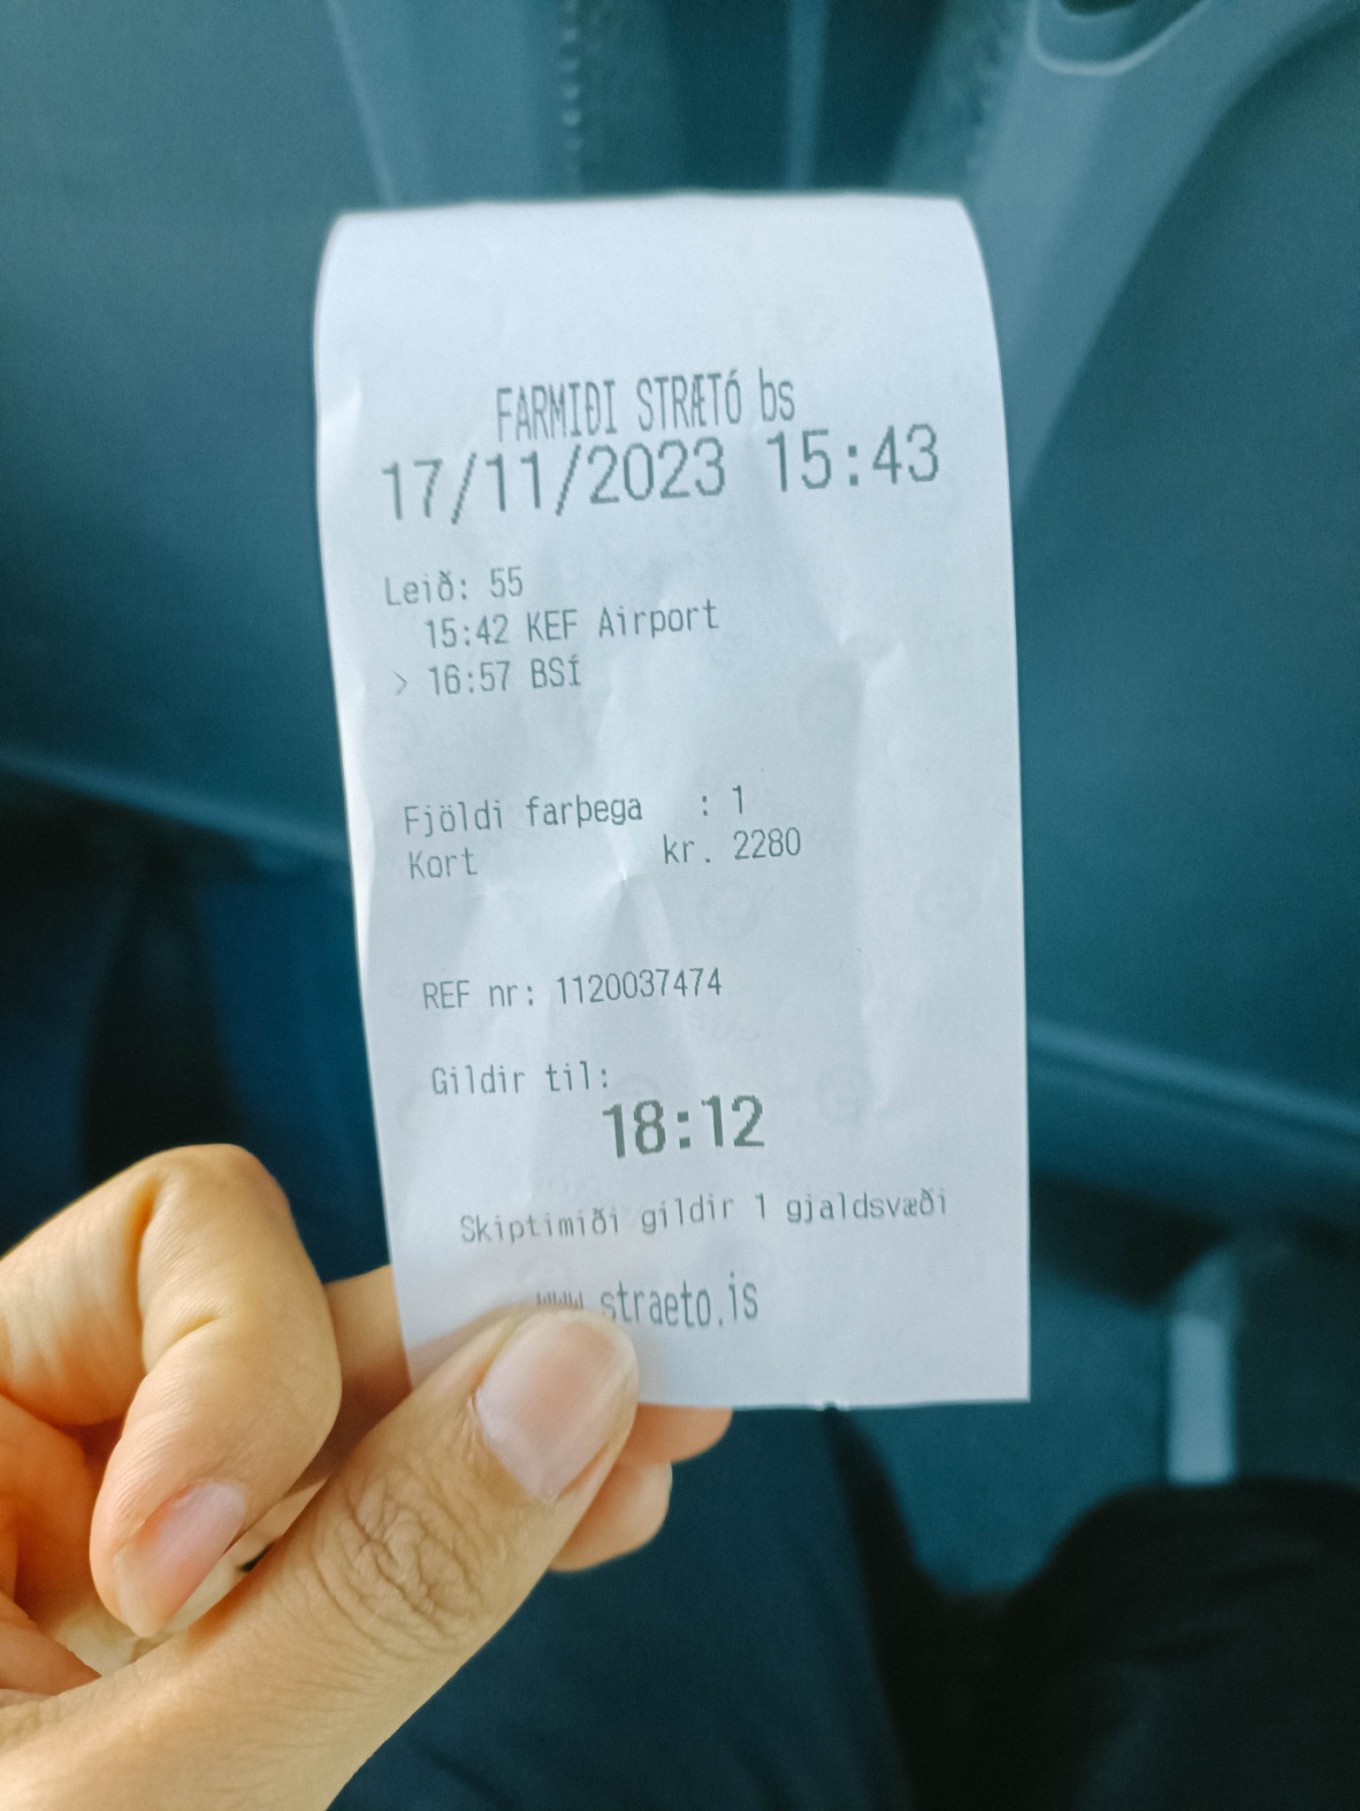 FARMIÐI STRÆTÓ bs
17/11/2023 15:43
Leið: 55
15:42 KEF Airport
> 16:57 BSÍ
Fjöldi farþega : 1
Kort kr. 2280
REF nr: 1120037474
Gildir til:
18:12
Skiptimiði gildir 1 gjaldsvæði
www.straeto.is